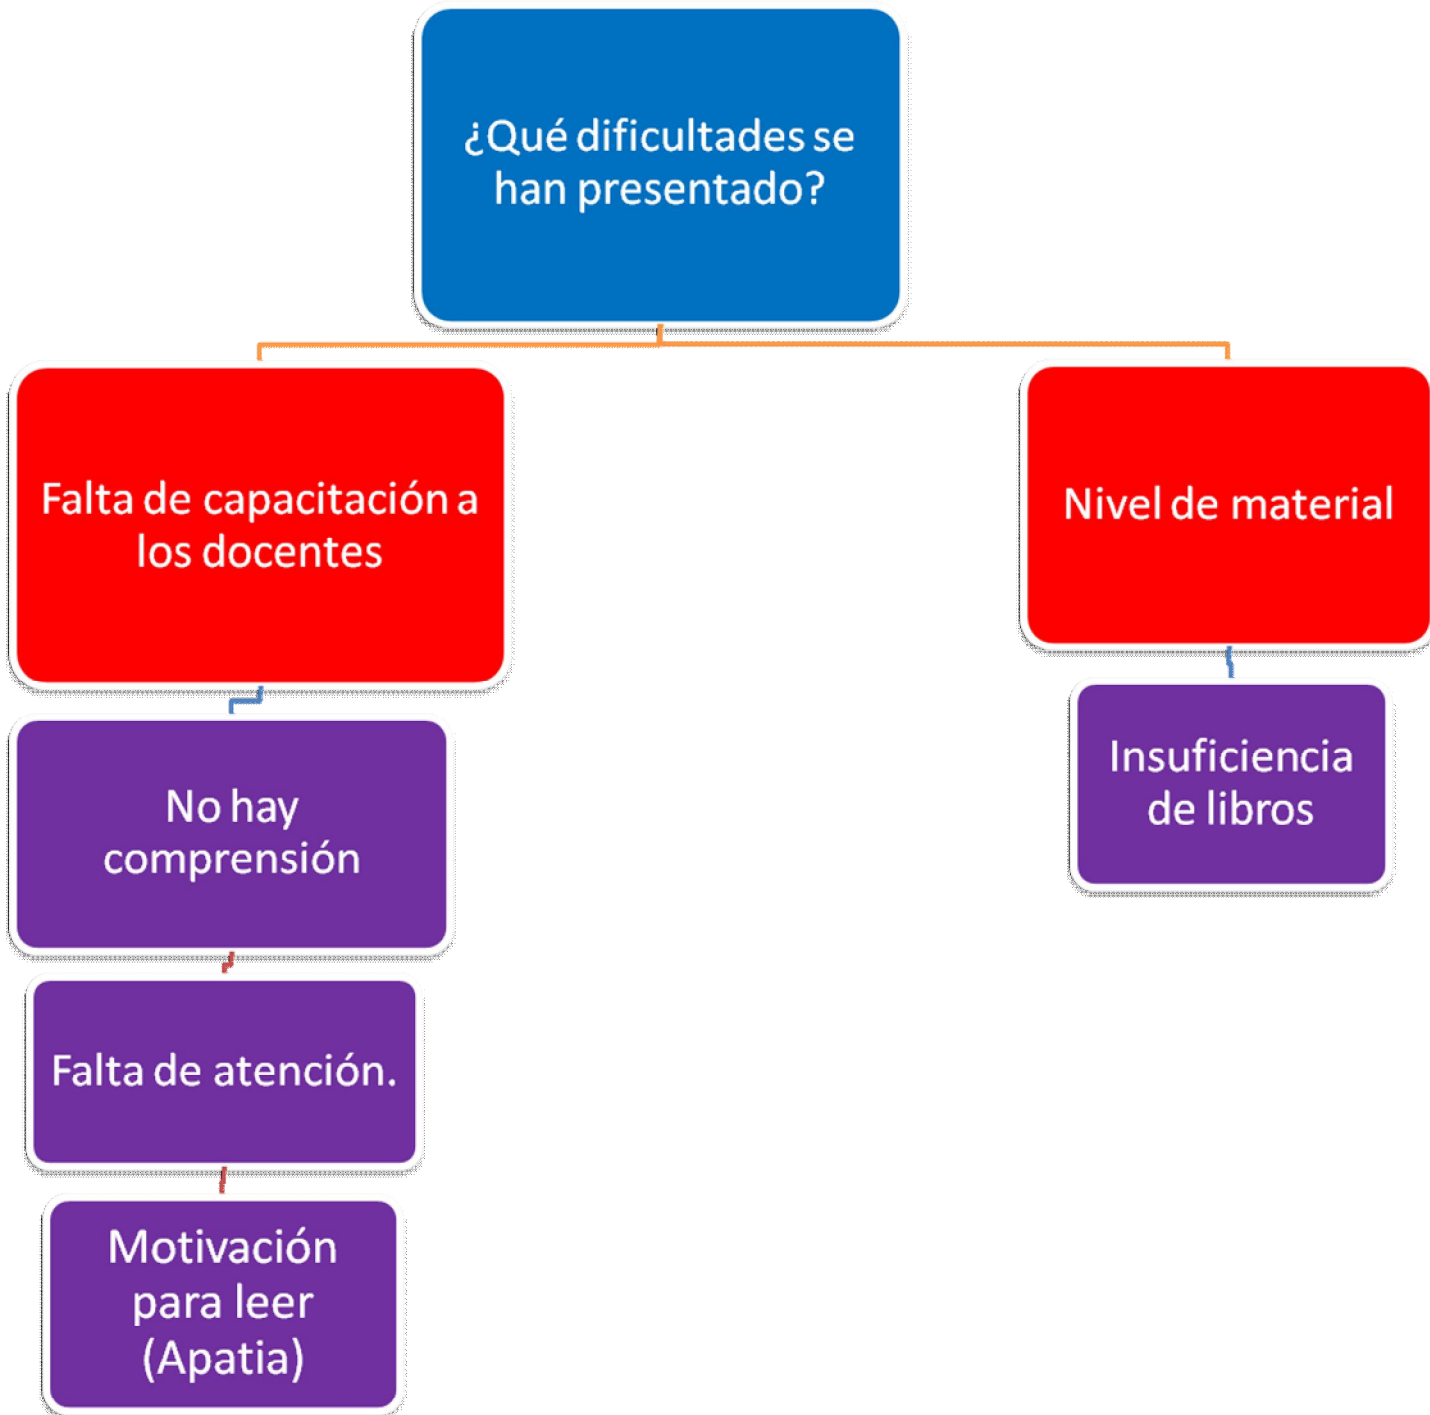 ¿Qué dificultades se
han presentado?
Falta de capacitación a
los docentes
Nivel de material
No hay
comprensión
Insuficiencia
de libros
Falta de atención.
Motivación
para leer
(Apatia)